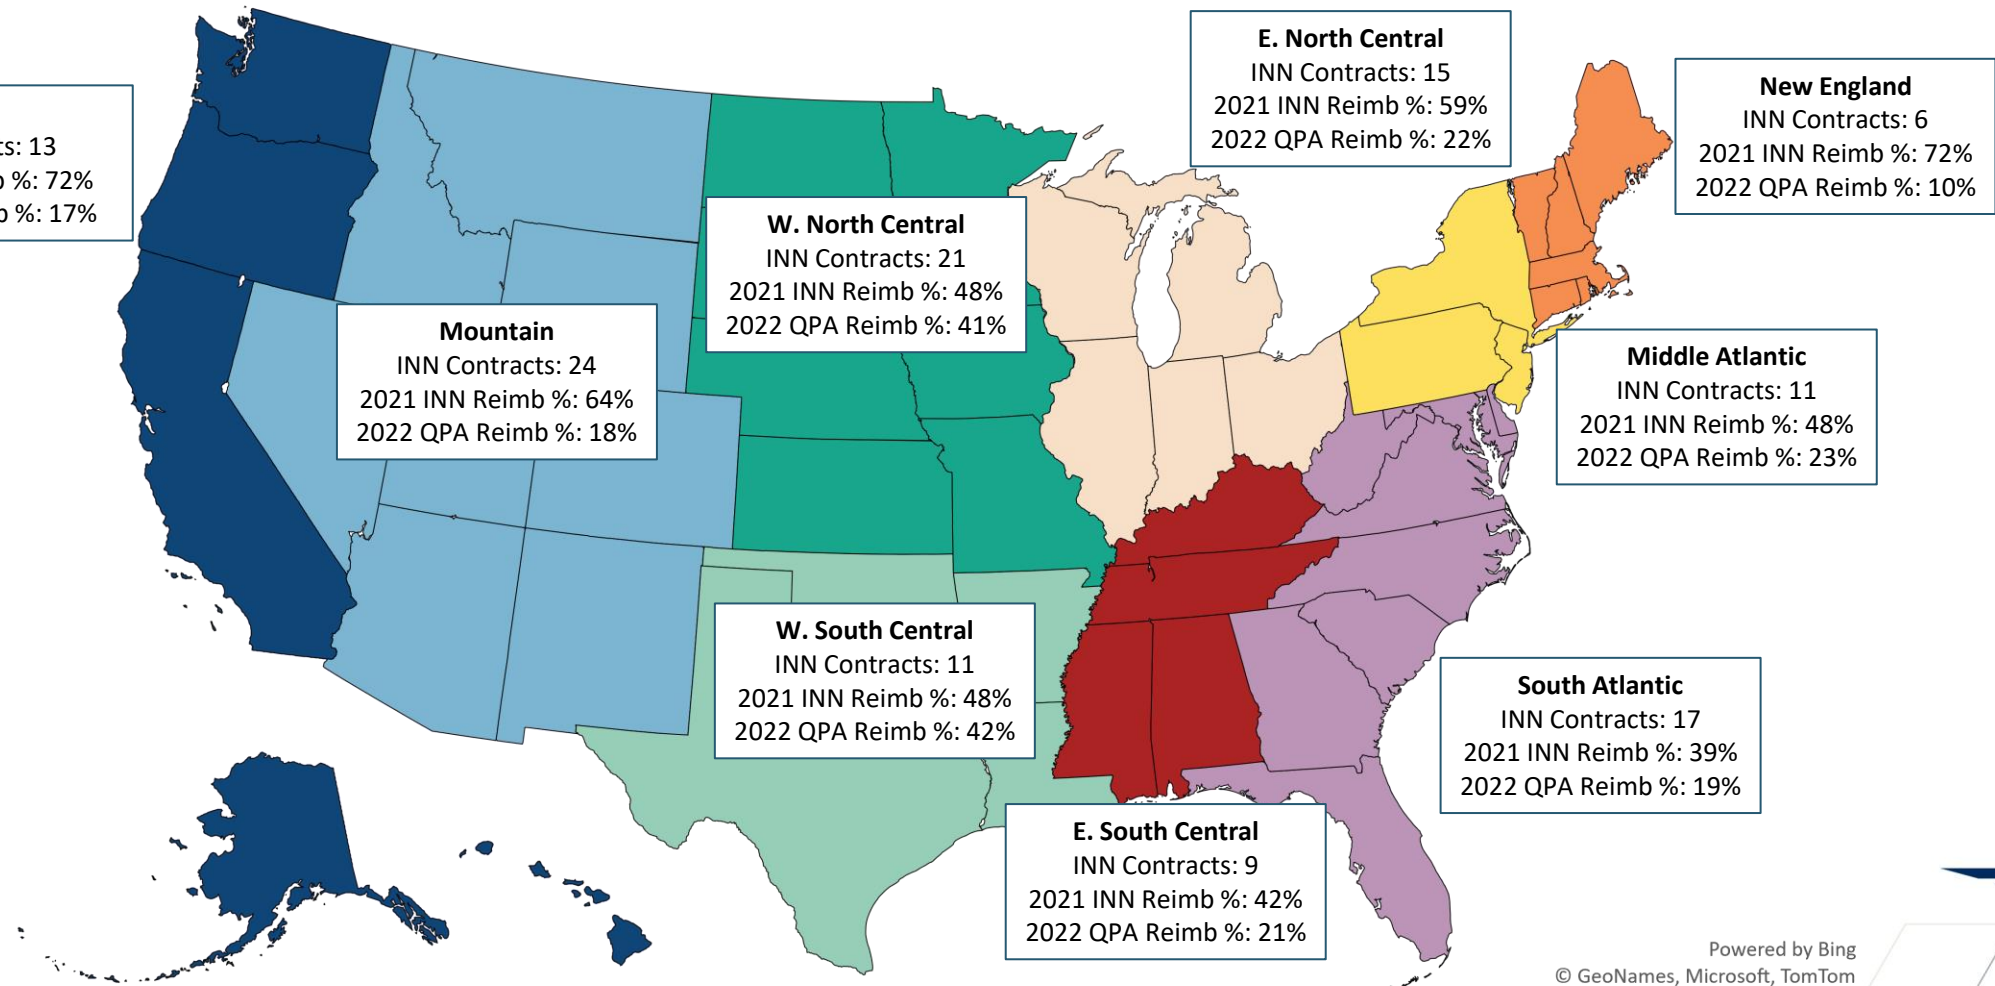 ts: 13
b %: 72%
b %: 17%
E. North Central
INN Contracts: 15
2021 INN Reimb %: 59%
2022 QPA Reimb %: 22%
New England
INN Contracts: 6
2021 INN Reimb %: 72%
2022 QPA Reimb %: 10%
W. North Central
INN Contracts: 21
2021 INN Reimb %: 48%
2022 QPA Reimb %: 41%
Mountain
INN Contracts: 24
2021 INN Reimb %: 64%
2022 QPA Reimb %: 18%
Middle Atlantic
INN Contracts: 11
2021 INN Reimb %: 48%
2022 QPA Reimb %: 23%
W. South Central
INN Contracts: 11
2021 INN Reimb %: 48%
2022 QPA Reimb %: 42%
South Atlantic
INN Contracts: 17
2021 INN Reimb %: 39%
2022 QPA Reimb %: 19%
E. South Central
INN Contracts: 9
2021 INN Reimb %: 42%
2022 QPA Reimb %: 21%
Powered by Bing
© GeoNames, Microsoft, TomTom